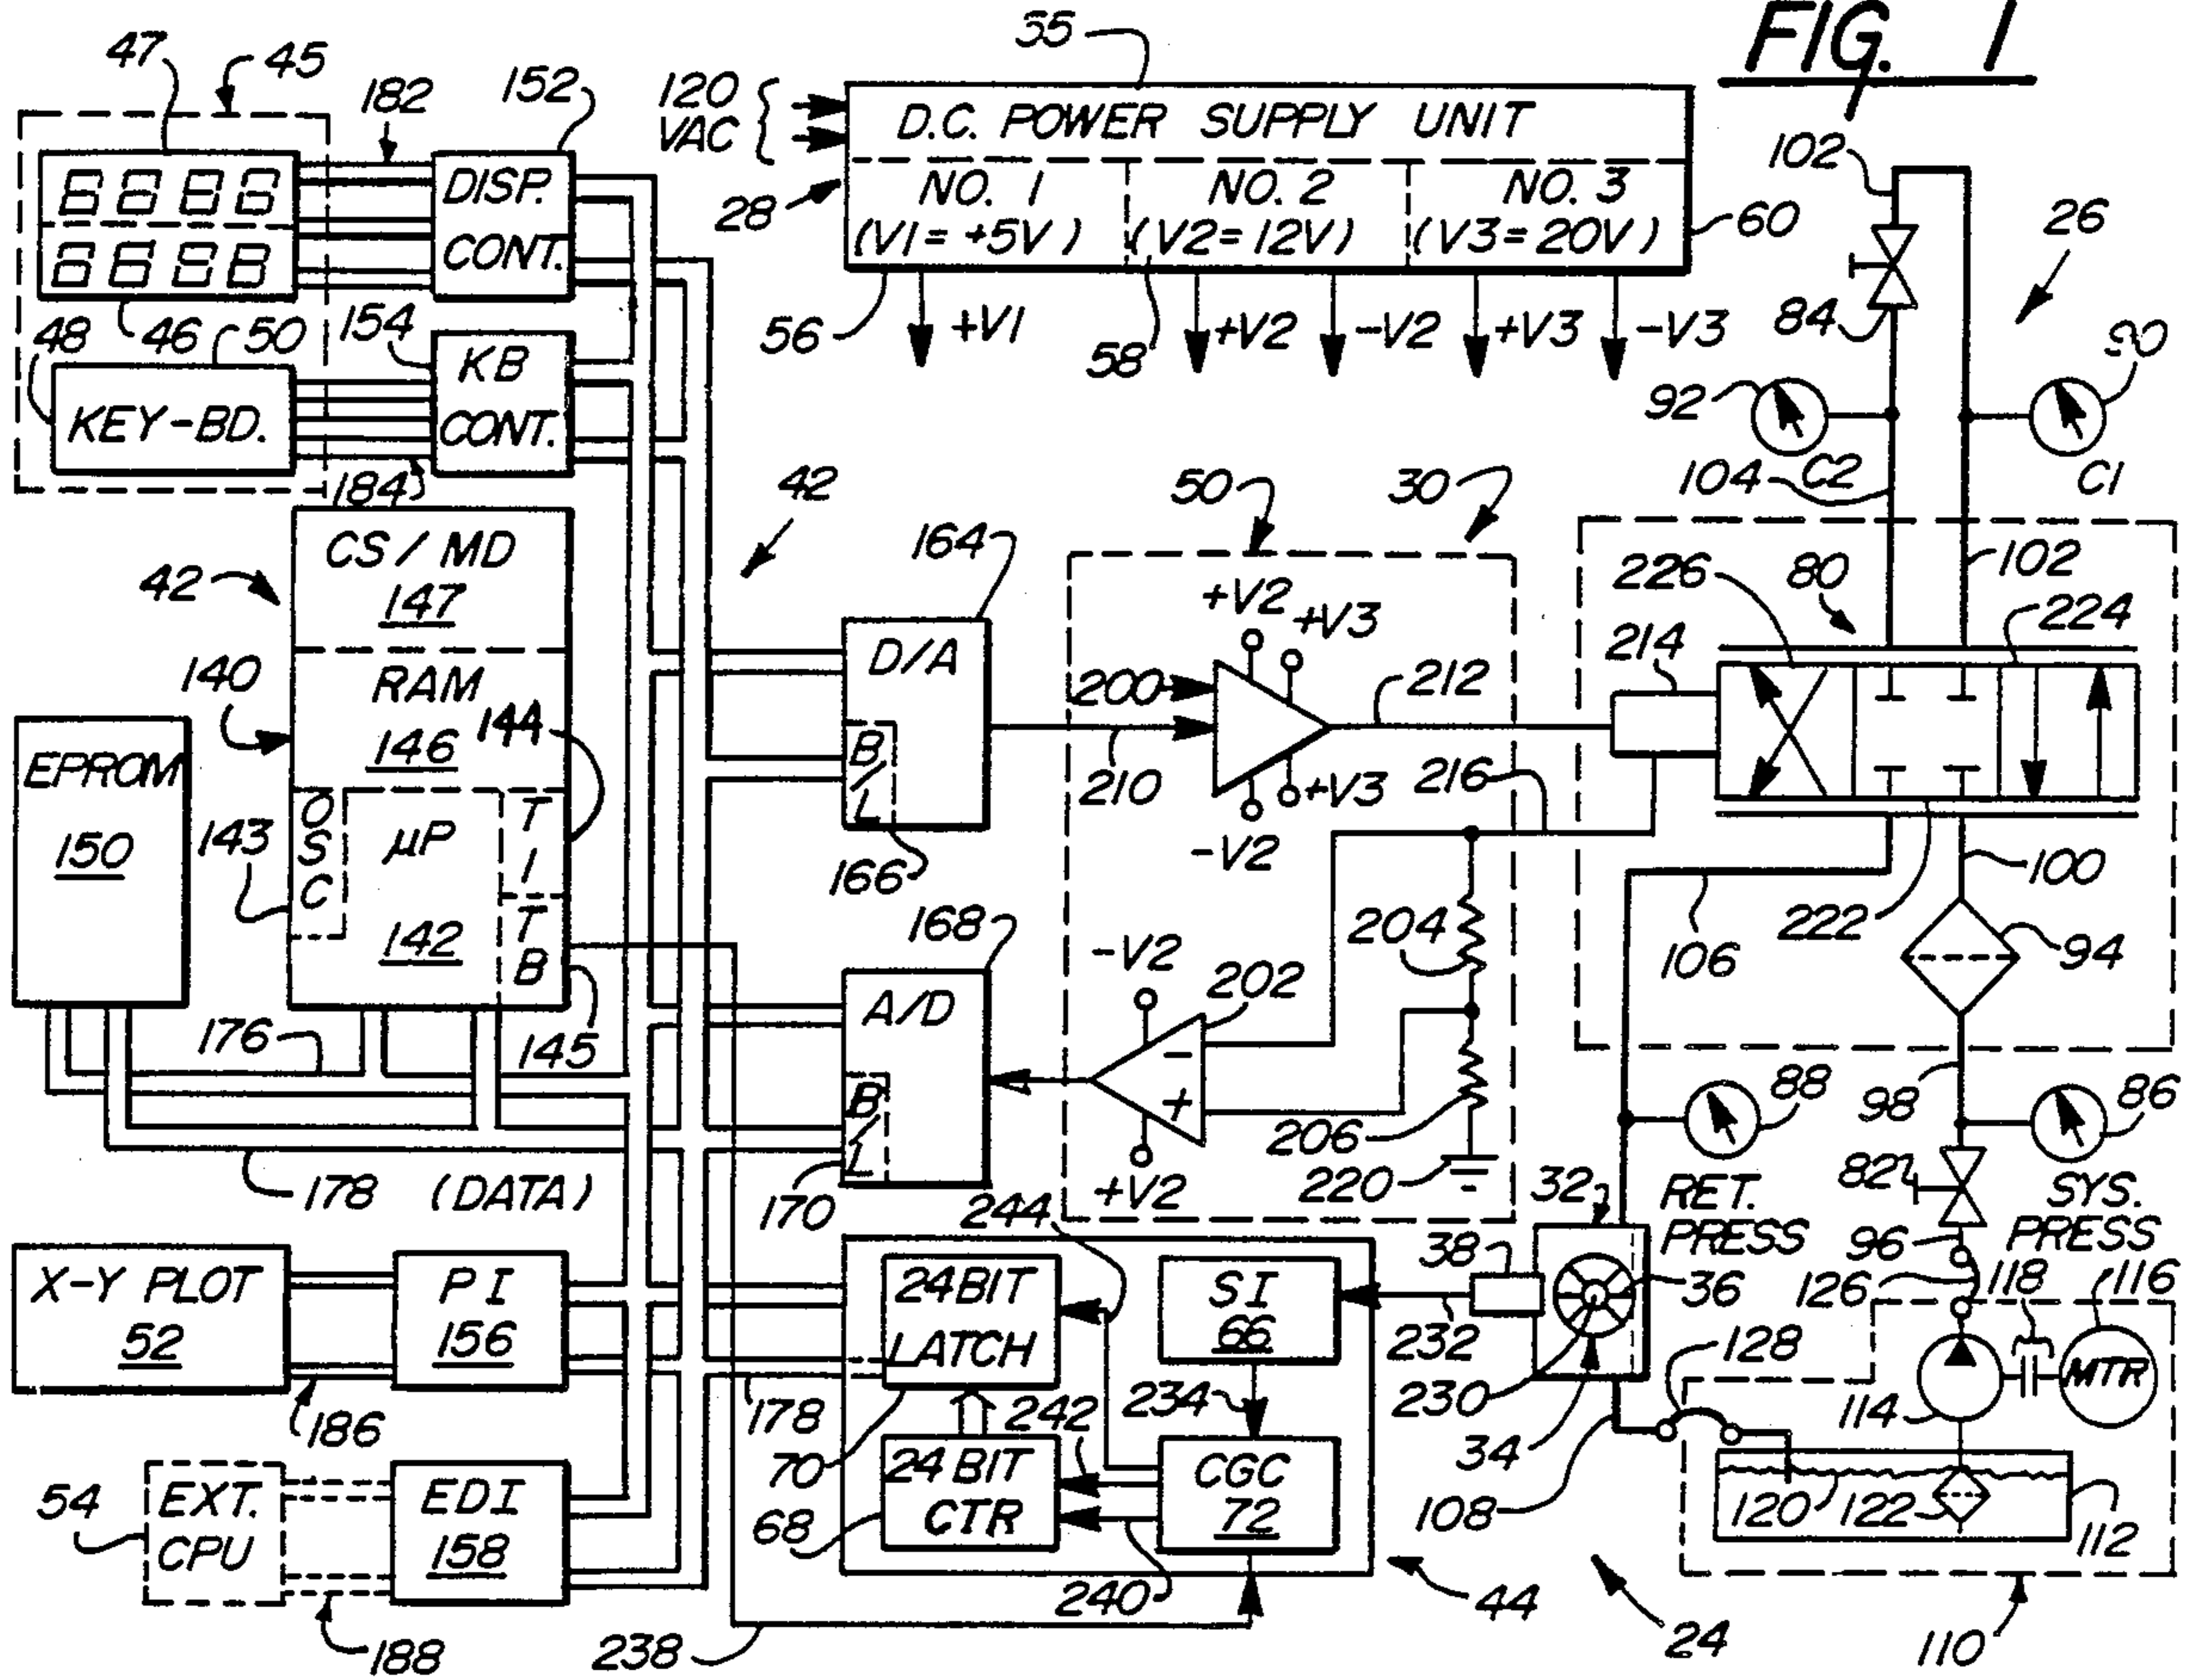 FIG. 1
55
47
45
182
152
120
VAC
D.C. POWER SUPPLY UNIT
NO. 1
(V1= +5V)
NO. 2
(V2= 12V)
NO. 3
(V3= 20V)
28
60
56
58
+V1
+V2
-V2
+V3
-V3
102
26
84
90
92
104
C2
C1
DISP.
CONT.
48
46
50
154
KEY-BD.
KB
CONT.
184
42
CS / MD
147
42
140
RAM
146
144
EPROM
150
143
OSC
µP
142
TI
TB
145
176
178 (DATA)
164
D/A
B/L
166
168
A/D
B/L
170
50
30
+V2
+V3
200
210
212
-V2
+V3
216
-V2
202
-
+
+V2
204
206
220
226
80
102
224
214
100
222
106
94
98
88
86
RET.
PRESS
82
SYS.
PRESS
96
126
118
116
32
38
36
232
230
34
128
114
MTR
108
120
122
112
110
24
X-Y PLOT
52
PI
156
186
54
EXT.
CPU
EDI
158
188
244
24BIT
LATCH
SI
66
178
70
242
234
24 BIT
CTR
CGC
72
68
240
44
238